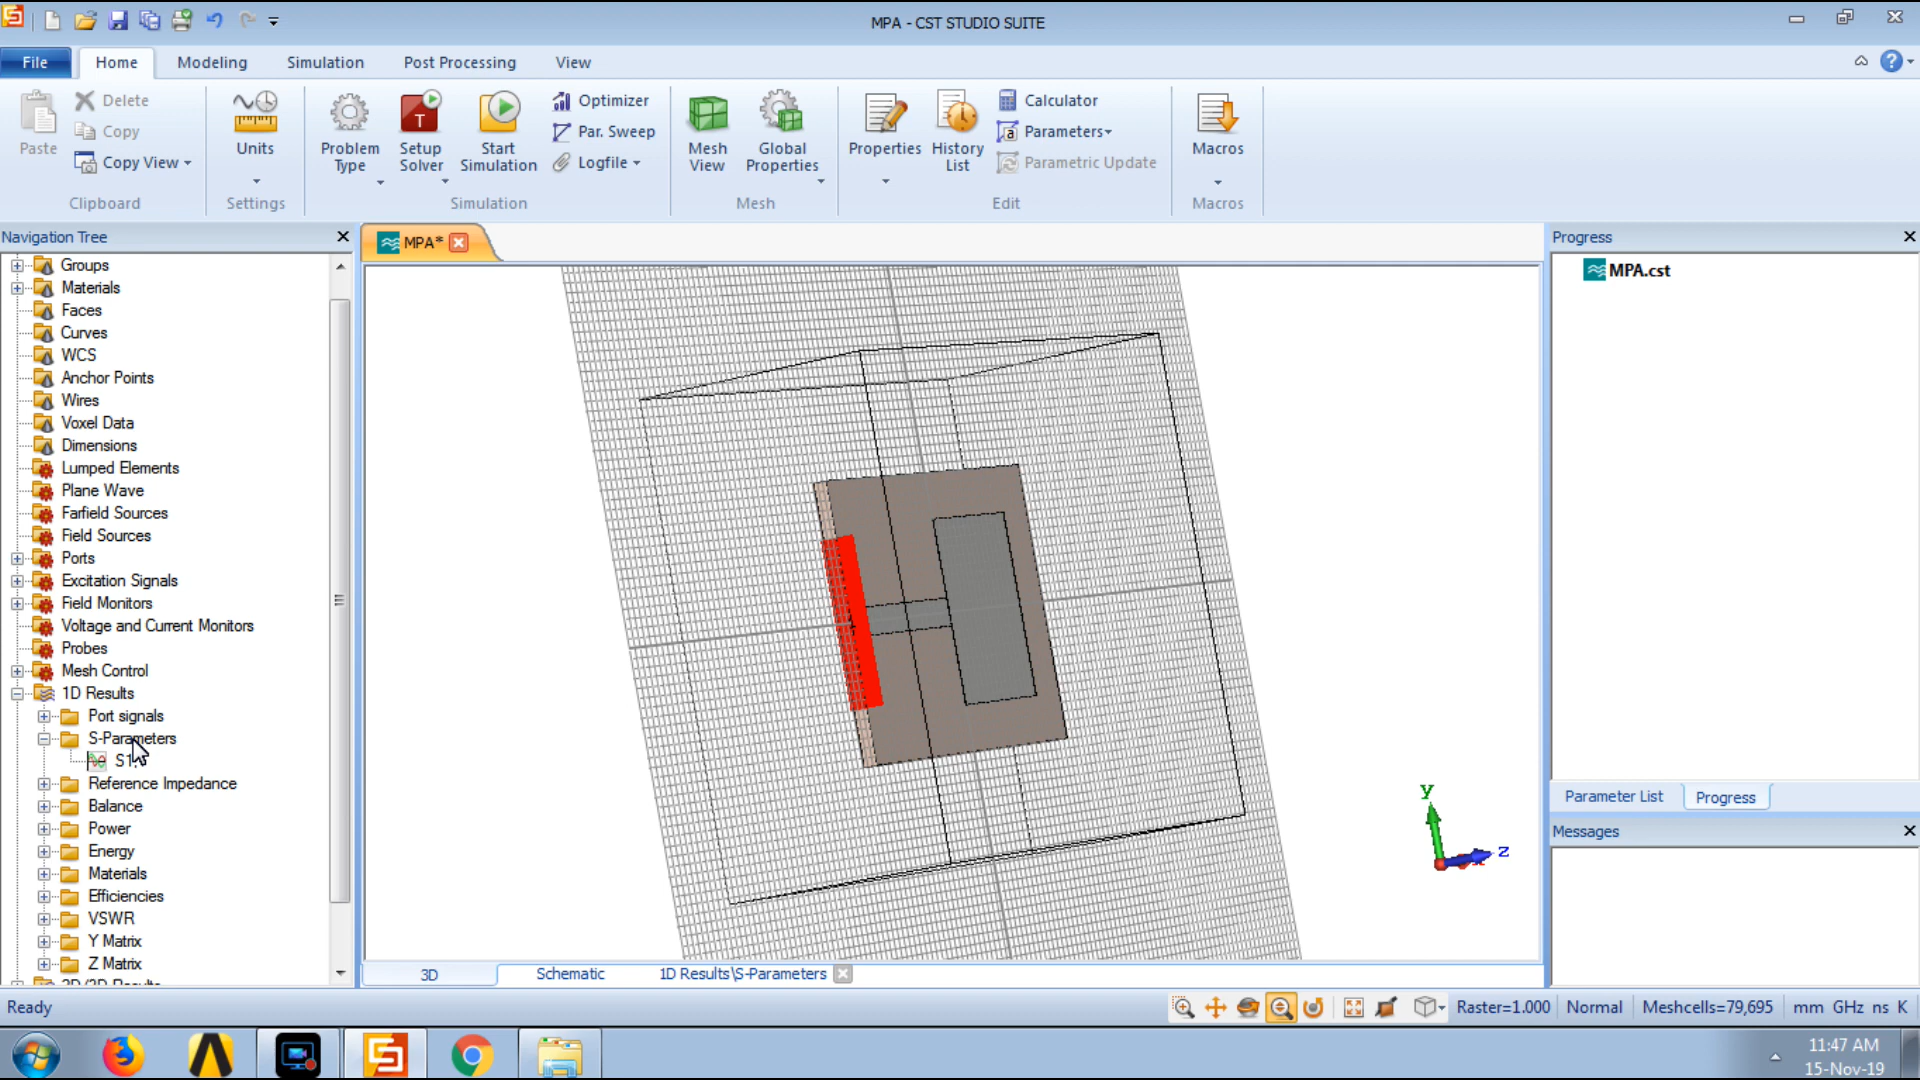 MPA - CST STUDIO SUITE
File
Home
Modeling
Simulation
Post Processing
View
Paste
Delete
Copy
Copy View
Clipboard
Units
Settings
Problem
Type
Setup
Solver
Start
Simulation
Optimizer
Par. Sweep
Logfile
Simulation
Mesh
View
Global
Properties
Mesh
Properties
History
List
Calculator
Parameters
Parametric Update
Edit
Macros
Macros
Navigation Tree
Groups
Materials
Faces
Curves
WCS
Anchor Points
Wires
Voxel Data
Dimensions
Lumped Elements
Plane Wave
Farfield Sources
Field Sources
Ports
Excitation Signals
Field Monitors
Voltage and Current Monitors
Probes
Mesh Control
1D Results
Port signals
S-Parameters
Reference Impedance
Balance
Power
Energy
Materials
Efficiencies
VSWR
Y Matrix
Z Matrix
MPA*
y
z
3D
Schematic
1D Results\S-Parameters
Progress
MPA.cst
Parameter List
Progress
Messages
Ready
Raster=1.000
Normal
Meshcells=79,695
mm GHz ns K
11:47 AM
15-Nov-19